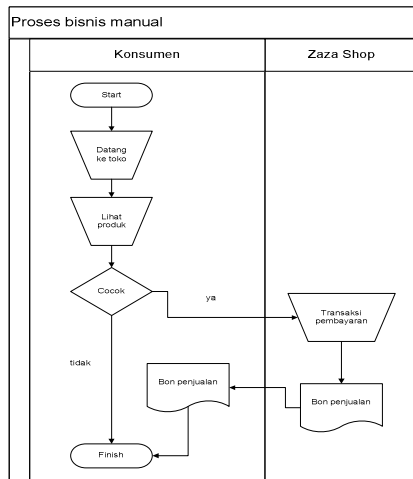 Proses bisnis manual
Konsumen
Zaza Shop
Start
Datang
ke toko
Lihat
produk
Cocok
ya
Transaksi
pembayaran
tidak
Bon penjualan
Bon penjualan
Finish